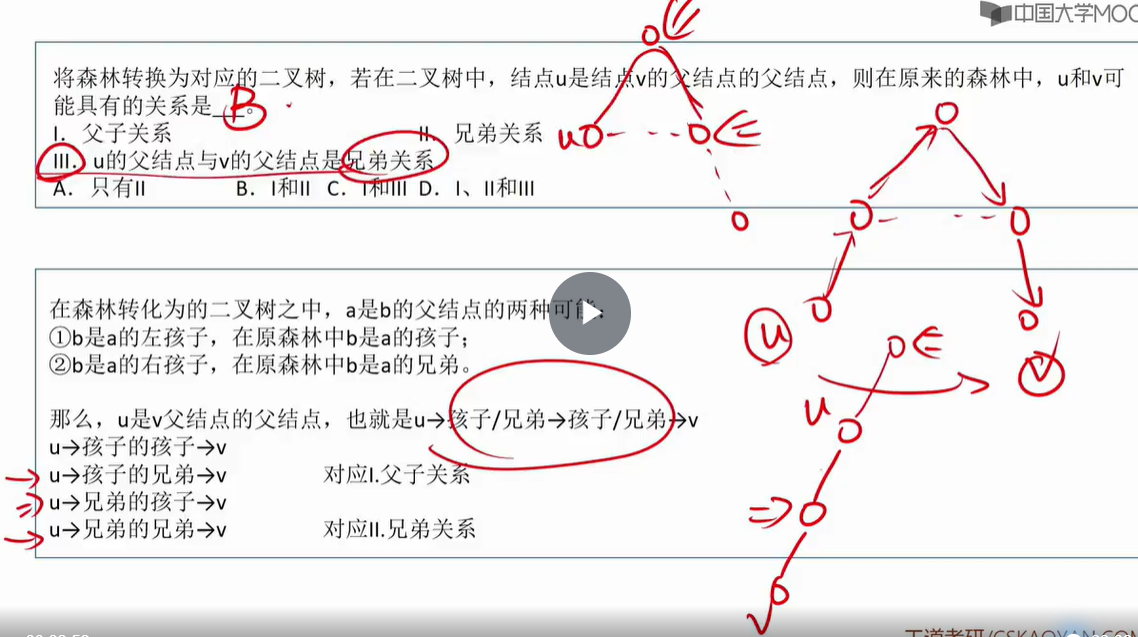 中国大学MOO
将森林转换为对应的二叉树，若在二叉树中，结点u是结点v的父结点的父结点，则在原来的森林中，u和v可
能具有的关系是__B__。
I．父子关系 II．兄弟关系
III．u的父结点与v的父结点是兄弟关系
A．只有II B．I和II C．I和III D．I、II和III
u
在森林转化为的二叉树之中，a是b的父结点的两种可能：
①b是a的左孩子，在原森林中b是a的孩子；
②b是a的右孩子，在原森林中b是a的兄弟。
u
v
那么，u是v父结点的父结点，也就是u→孩子/兄弟→孩子/兄弟→v
u
u→孩子的孩子→v
u→孩子的兄弟→v 对应I.父子关系
u→兄弟的孩子→v
u→兄弟的兄弟→v 对应II.兄弟关系
v